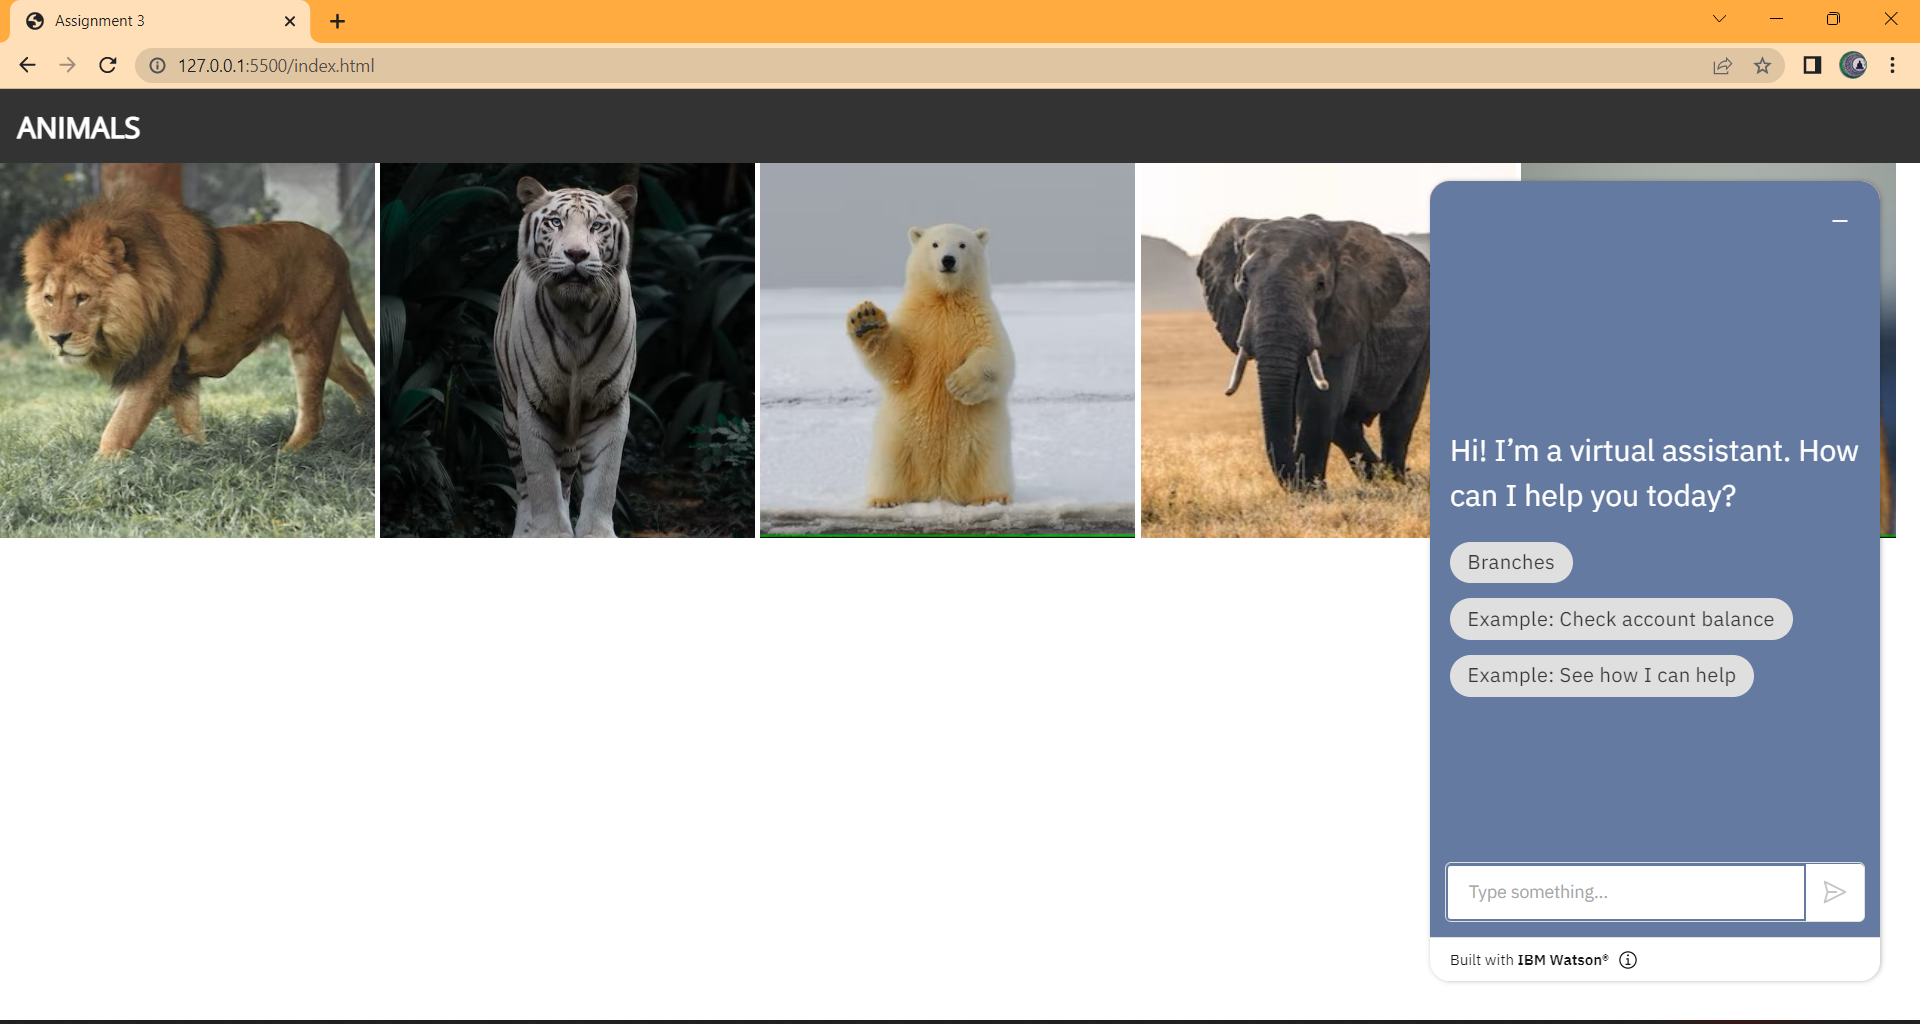 Assignment 3
127.0.0.1:5500/index.html
ANIMALS
Hi! I’m a virtual assistant. How
can I help you today?
Branches
Example: Check account balance
Example: See how I can help
Type something...
Built with IBM Watson®